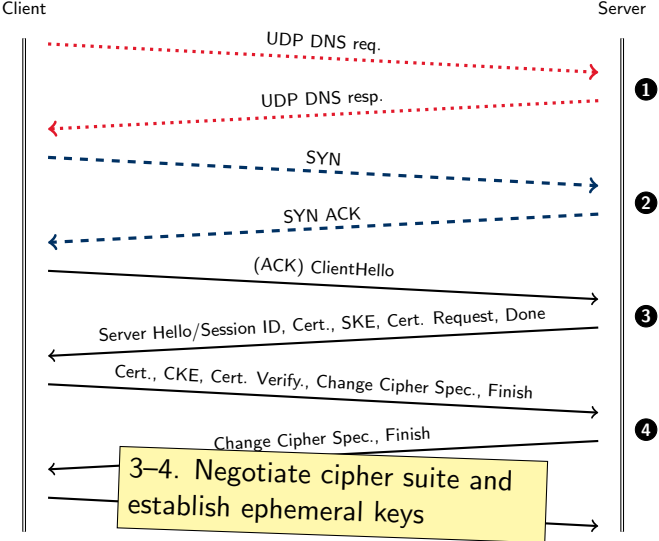 Client
Server
UDP DNS req.
1
UDP DNS resp.
SYN
2
SYN ACK
(ACK) ClientHello
3
Server Hello/Session ID, Cert., SKE, Cert. Request, Done
Cert., CKE, Cert. Verify., Change Cipher Spec., Finish
4
Change Cipher Spec., Finish
3–4. Negotiate cipher suite and
establish ephemeral keys